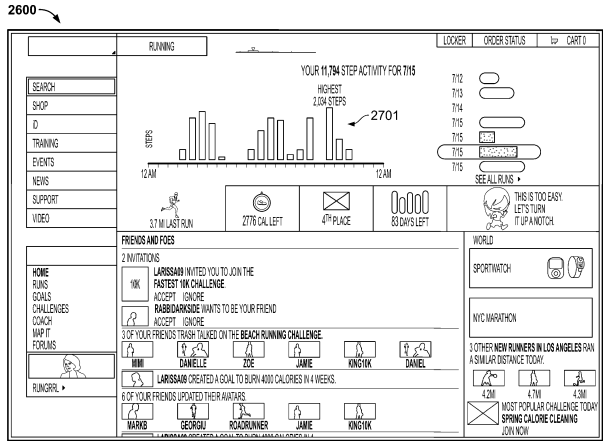 2600
RUNNING
LOCKER
ORDER STATUS
CART 0
SEARCH
SHOP
iD
TRAINING
EVENTS
NEWS
SUPPORT
VIDEO
YOUR 11,794 STEP ACTIVITY FOR 7/15
HIGHEST
2,034 STEPS
2701
STEPS
12 AM
12 AM
7/12
7/13
7/14
7/15
7/15
7/15
7/15
SEE ALL RUNS
3.7 MI LAST RUN
2776 CAL LEFT
4TH PLACE
83 DAYS LEFT
THIS IS TOO EASY.
LET'S TURN
IT UP A NOTCH.
HOME
RUNS
GOALS
CHALLENGES
COACH
MAP IT
FORUMS
RUNGRRL
FRIENDS AND FOES
2 INVITATIONS
10K
LARISSA09 INVITED YOU TO JOIN THE
FASTEST 10K CHALLENGE.
ACCEPT IGNORE
RABBIDARKSIDE WANTS TO BE YOUR FRIEND
ACCEPT IGNORE
3 OF YOUR FRIENDS TRASH TALKED ON THE BEACH RUNNING CHALLENGE.
MIMI DANIELLE ZOE JAMIE KING10K DANIEL
LARISSA09 CREATED A GOAL TO BURN 4000 CALORIES IN 4 WEEKS.
6 OF YOUR FRIENDS UPDATED THEIR AVATARS.
MARKB GEORGIU ROADRUNNER JAMIE KING10K
LARISSA09 CREATED A GOAL TO BURN 4000 CALORIES IN 4
WORLD
SPORTWATCH
NYC MARATHON
3 OTHER NEW RUNNERS IN LOS ANGELES RAN
A SIMILAR DISTANCE TODAY.
4.2MI 4.7MI 4.3MI
MOST POPULAR CHALLENGE TODAY
SPRING CALORIE CLEANING
JOIN NOW